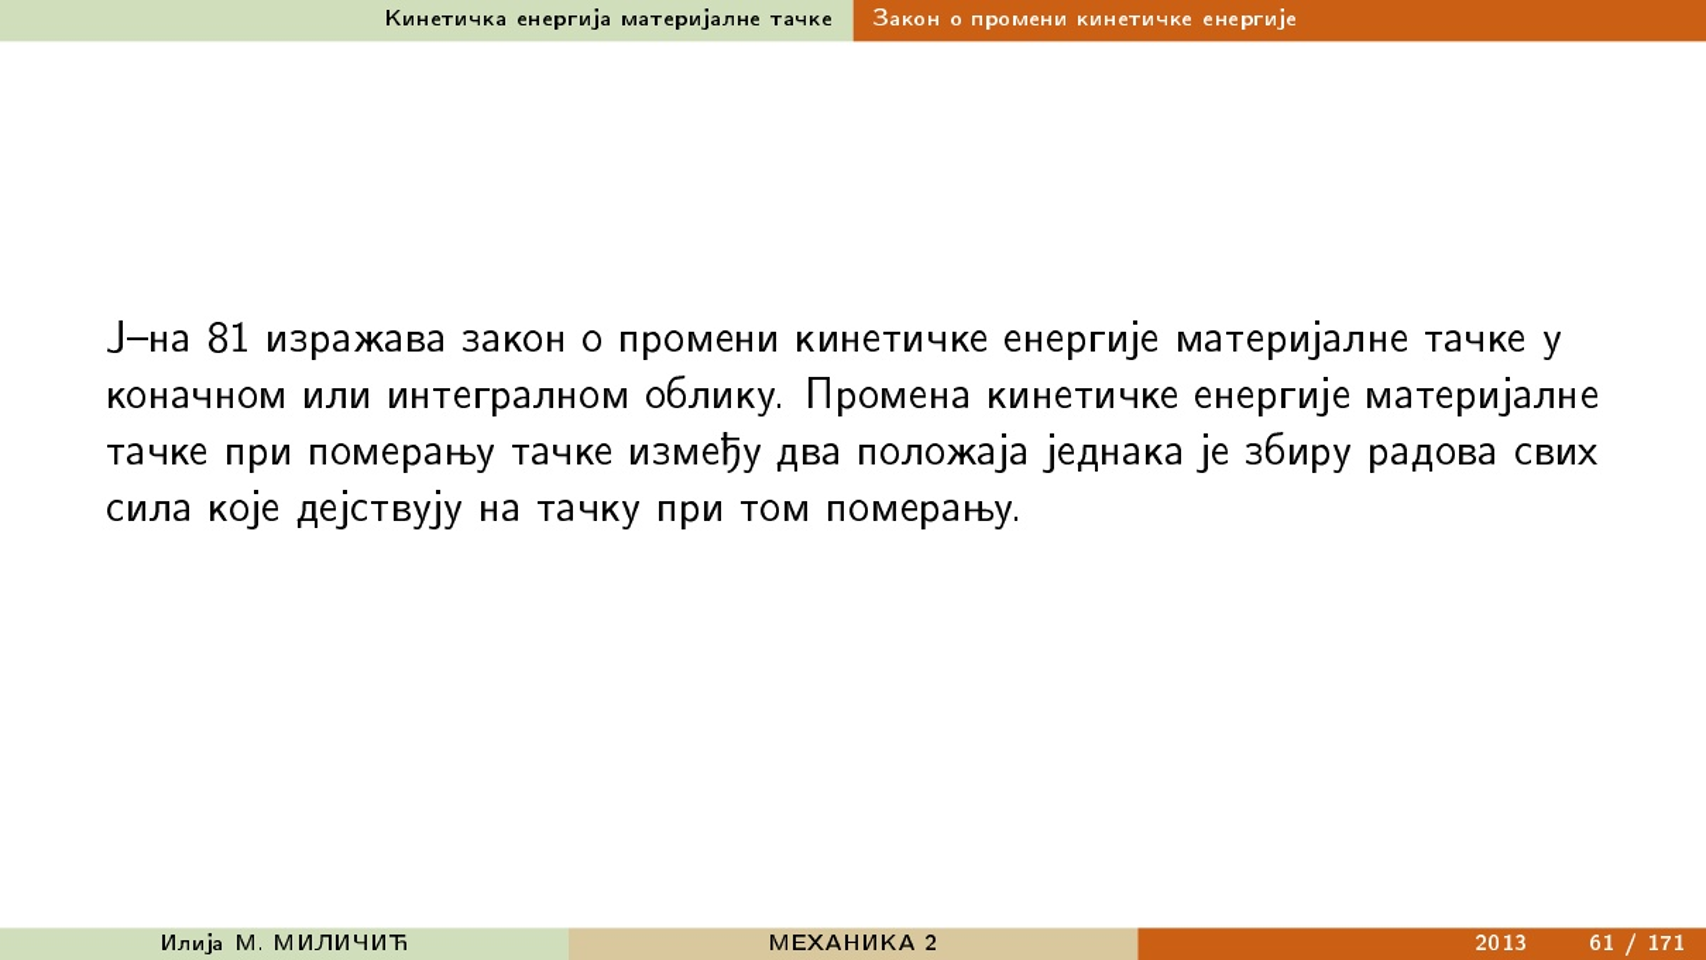 Кинетичка енергија материјалне тачке
Закон о промени кинетичке енергије
Ј–на 81 изражава закон о промени кинетичке енергије материјалне тачке у
коначном или интегралном облику. Промена кинетичке енергије материјалне
тачке при померању тачке између два положаја једнака је збиру радова свих
сила које дејствују на тачку при том померању.
Илија М. МИЛИЧИЋ
МЕХАНИКА 2
2013
61 / 171